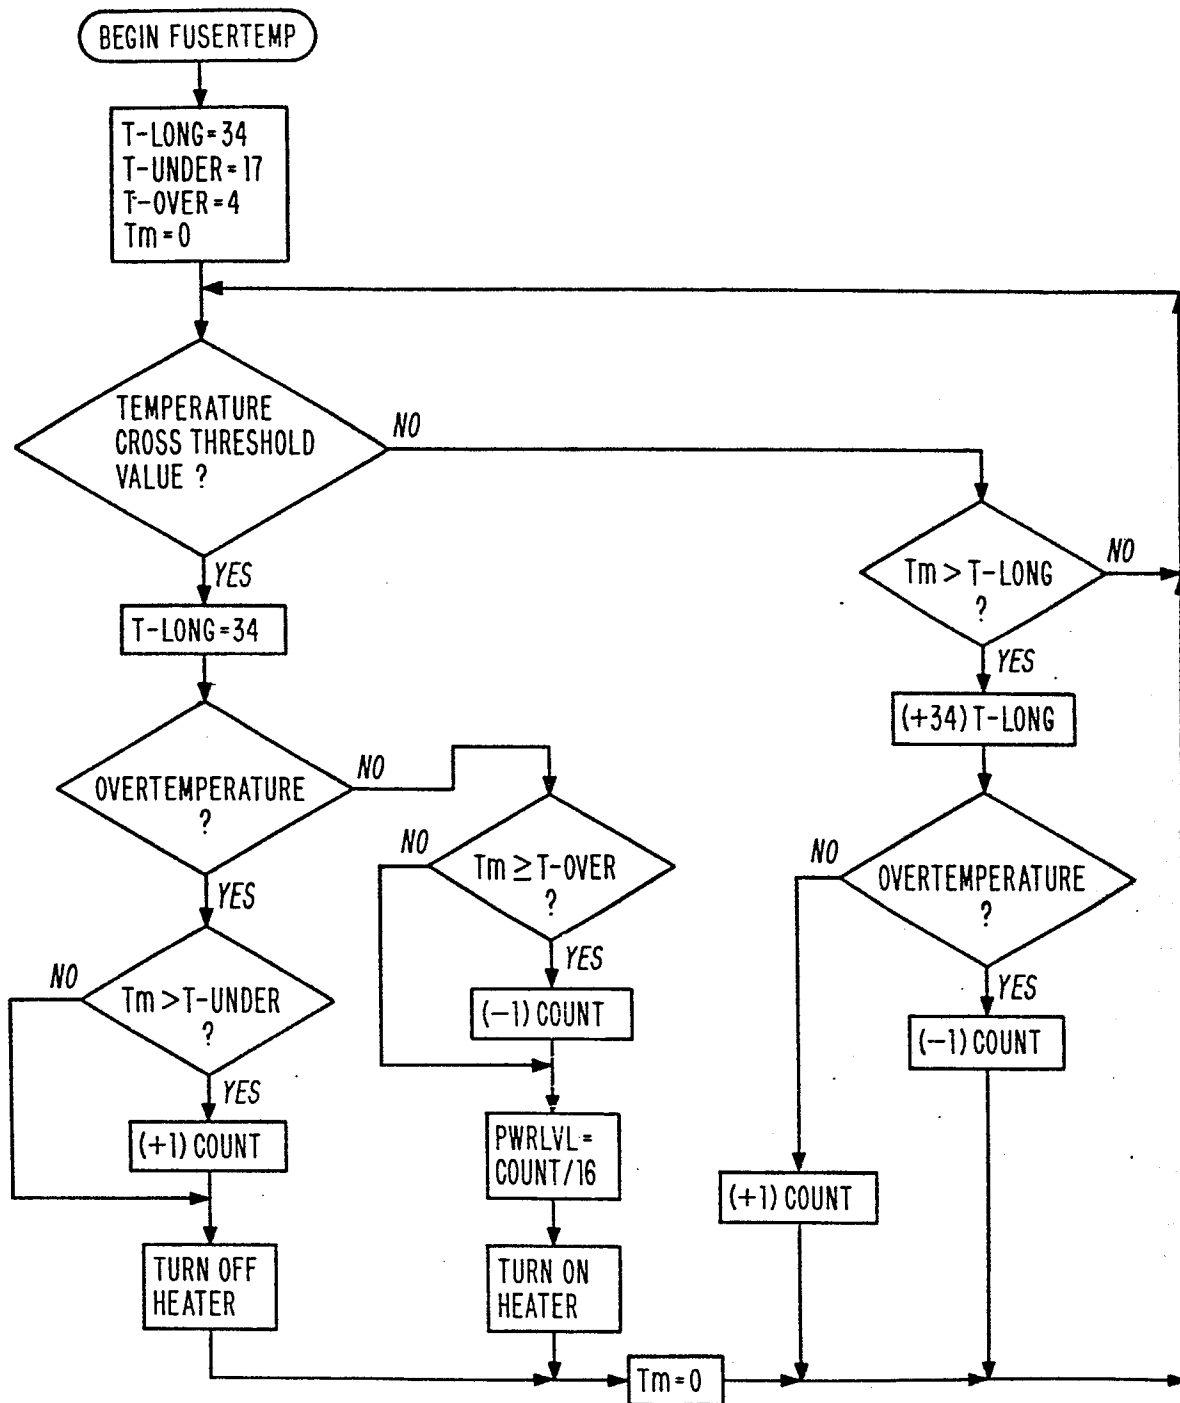 BEGIN FUSERTEMP
T-LONG=34
T-UNDER=17
T-OVER=4
Tm=0
TEMPERATURE
CROSS THRESHOLD
VALUE ?
NO
YES
Tm > T-LONG
?
NO
YES
T-LONG=34
(+34) T-LONG
OVERTEMPERATURE
?
NO
YES
Tm ≥ T-OVER
?
NO
YES
OVERTEMPERATURE
?
NO
YES
Tm > T-UNDER
?
NO
YES
(-1) COUNT
(-1) COUNT
(+1) COUNT
PWRLVL=
COUNT/16
(+1) COUNT
TURN OFF
HEATER
TURN ON
HEATER
Tm=0